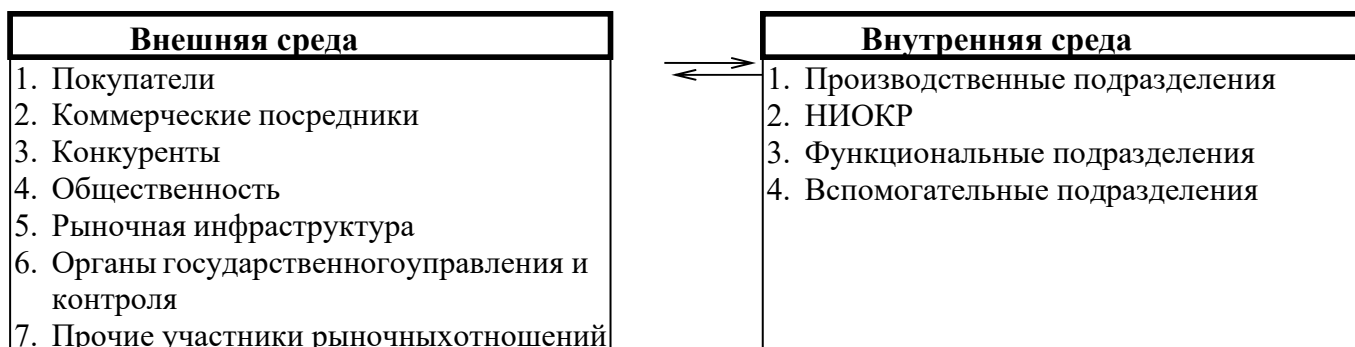 Внешняя среда
1. Покупатели
2. Коммерческие посредники
3. Конкуренты
4. Общественность
5. Рыночная инфраструктура
6. Органы государственногоуправления и
контроля
7. Прочие участники рыночныхотношений
Внутренняя среда
1. Производственные подразделения
2. НИОКР
3. Функциональные подразделения
4. Вспомогательные подразделения